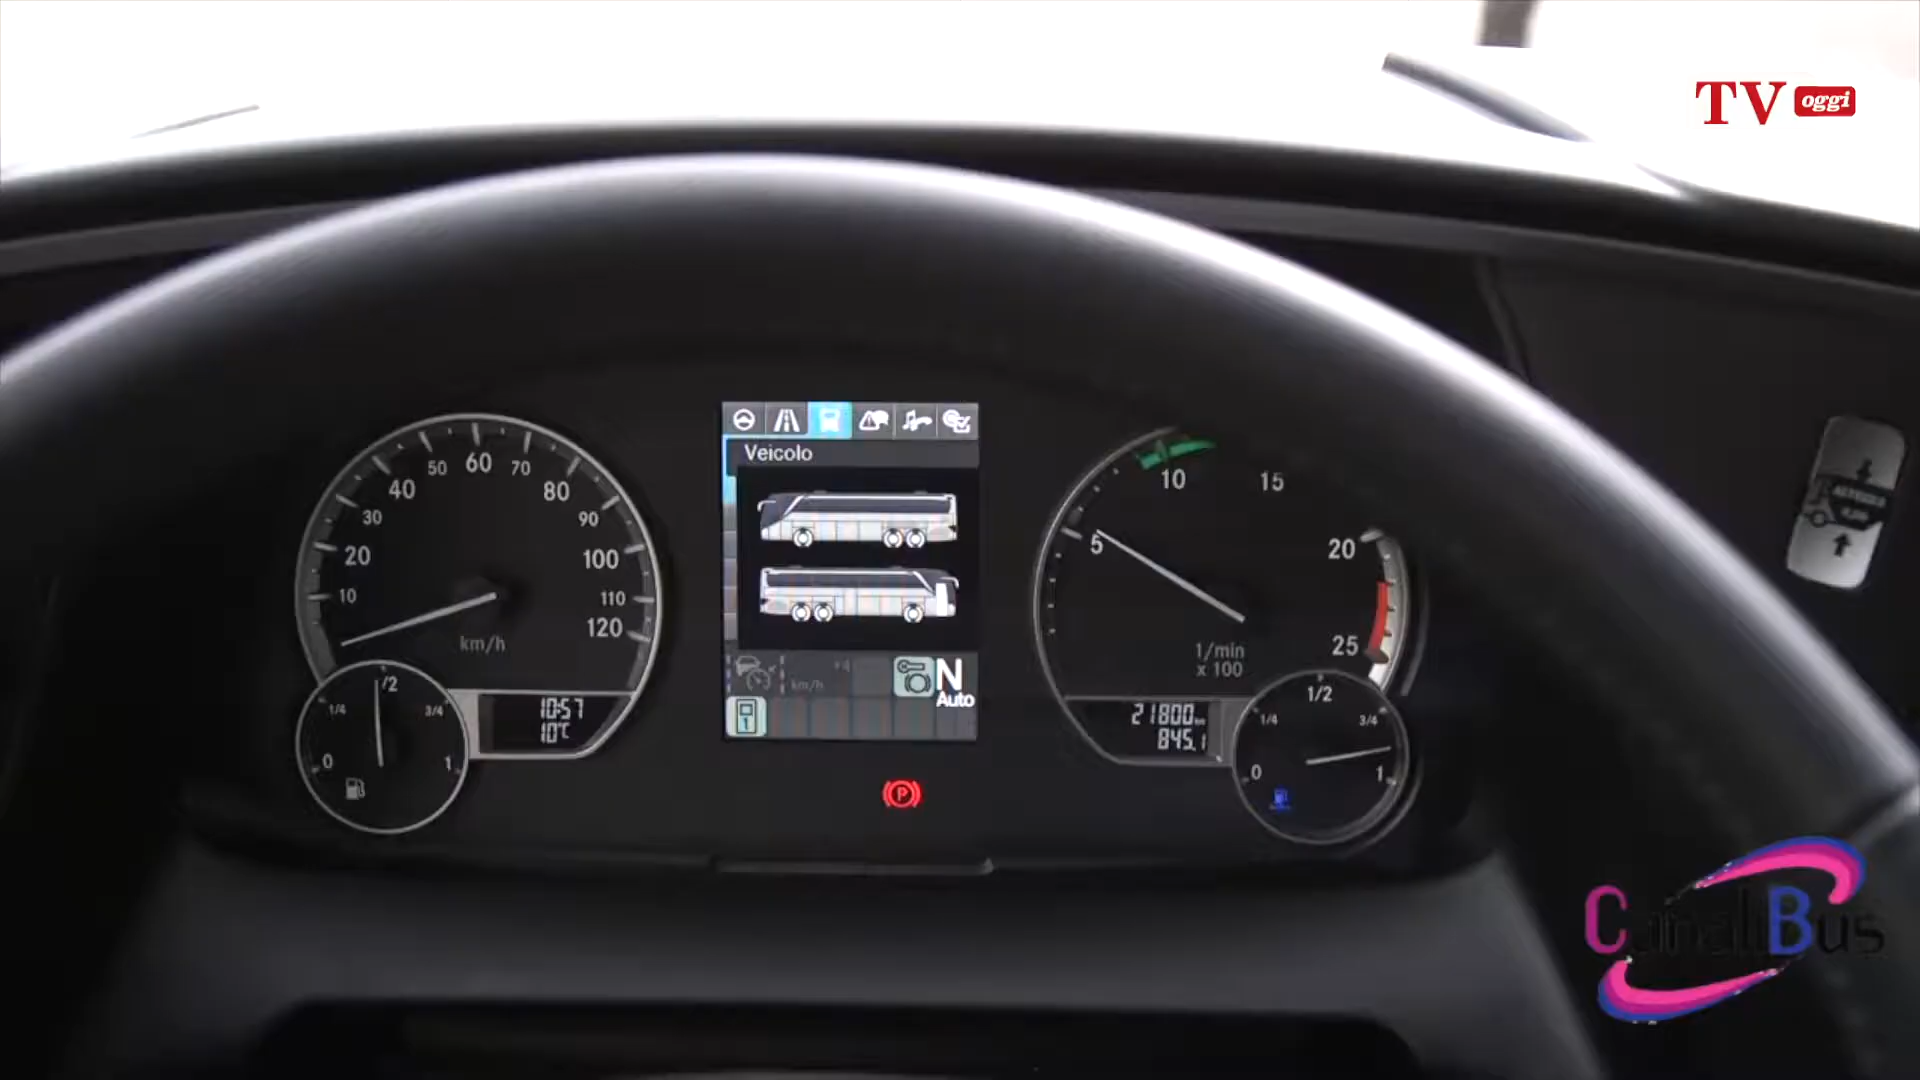 TV oggi
Veicolo
10
20
30
40
50
60
70
80
90
100
110
120
km/h
0
1/4
1/2
3/4
1
10:57
10°C
km/h
N
Auto
1
P
5
10
15
20
25
1/min
x 100
21800 km
845.1
0
1/4
1/2
3/4
1
CanaleBus